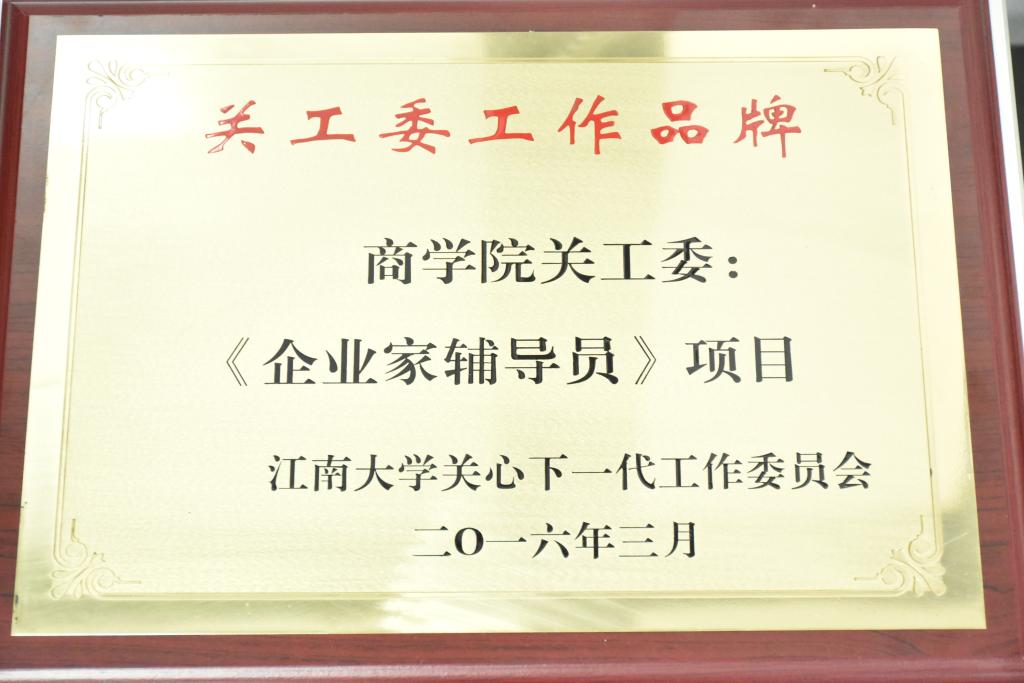 关工委工作品牌
商学院关工委：
《企业家辅导员》项目
江南大学关心下一代工作委员会
二O一六年三月